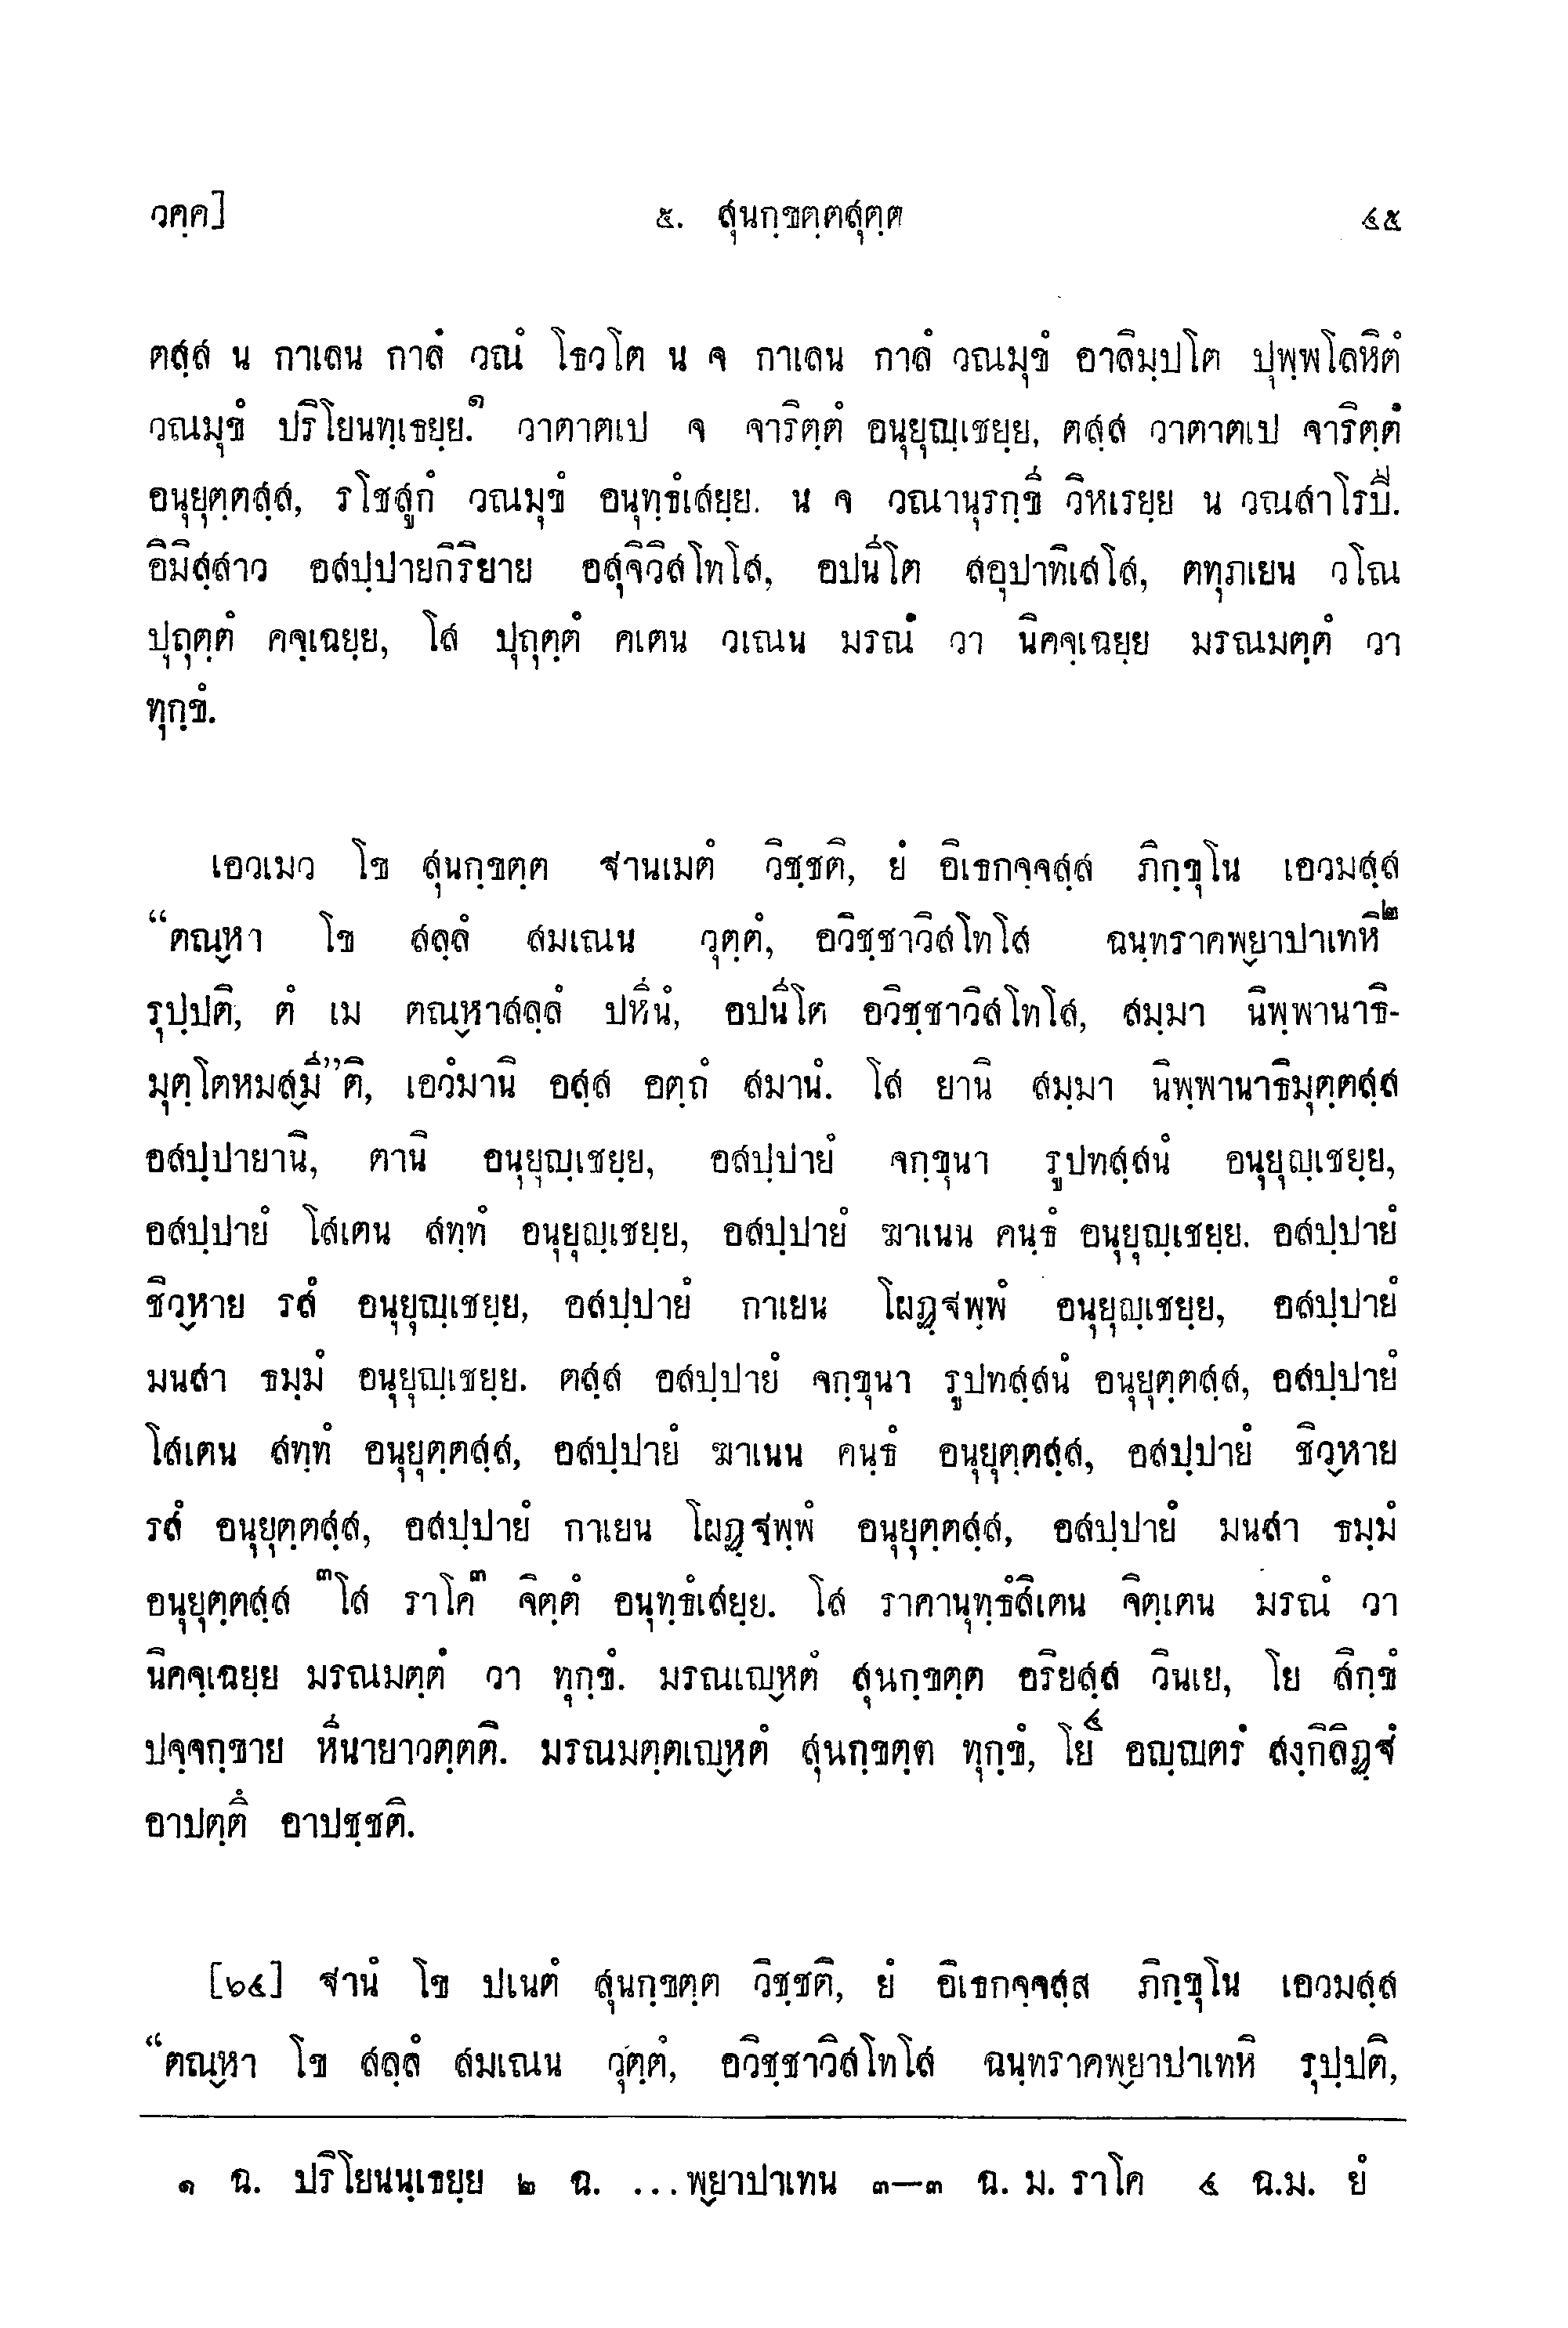 วคฺค] ๕. สุนกฺขตฺตสุตฺต ๔๕
ตสฺส น กาเลน กาลํ วณํ โธวโต น จ กาเลน กาลํ วณมุขํ อาลิมฺปโต ปุพฺพโลหิตํ
วณมุขํ ปริโยนทฺเธยฺย.๑ วาตาตเป จ จาริตฺตํ อนุยุญฺเชยฺย, ตสฺส วาตาตเป จาริตฺตํ
อนุยุตฺตสฺส, รโชสูกํ วณมุขํ อนุทฺธํเสยฺย. น จ วณานุรกฺขี วิหเรยฺย น วณสาโรปี.
อิมิสฺสาว อสปฺปายกิริยาย อสุจิวิสโทโส, อปนีโต สอุปาทิเสโส, ตทุภเยน วโณ
ปุถุตฺตํ คจฺเฉยฺย, โส ปุถุตฺตํ คเตน วเณน มรณํ วา นิคจฺเฉยฺย มรณมตฺตํ วา
ทุกฺขํ.
เอวเมว โข สุนกฺขตฺต ฐานเมตํ วิชฺชติ, ยํ อิเธกจฺจสฺส ภิกฺขุโน เอวมสฺส
“ตณฺหา โข สลฺลํ สมเณน วุตฺตํ, อวิชฺชาวิสโทโส ฉนฺทราคพฺยาปาเทหิ๒
รุปฺปติ, ตํ เม ตณฺหาสลฺลํ ปหีนํ, อปนีโต อวิชฺชาวิสโทโส, สมฺมา นิพฺพานาธิ-
มุตฺโตหมสฺมี”ติ, เอวํมานิ อสฺส อตฺถํ สมานํ. โส ยานิ สมฺมา นิพฺพานาธิมุตฺตสฺส
อสปฺปายานิ, ตานิ อนุยุญฺเชยฺย, อสปฺปายํ จกฺขุนา รูปทสฺสนํ อนุยุญฺเชยฺย,
อสปฺปายํ โสเตน สทฺทํ อนุยุญฺเชยฺย, อสปฺปายํ ฆาเนน คนฺธํ อนุยุญฺเชยฺย. อสปฺปายํ
ชิวฺหาย รสํ อนุยุญฺเชยฺย, อสปฺปายํ กาเยน โผฏฺฐพฺพํ อนุยุญฺเชยฺย, อสปฺปายํ
มนสา ธมฺมํ อนุยุญฺเชยฺย. ตสฺส อสปฺปายํ จกฺขุนา รูปทสฺสนํ อนุยุตฺตสฺส, อสปฺปายํ
โสเตน สทฺทํ อนุยุตฺตสฺส, อสปฺปายํ ฆาเนน คนฺธํ อนุยุตฺตสฺส, อสปฺปายํ ชิวฺหาย
รสํ อนุยุตฺตสฺส, อสปฺปายํ กาเยน โผฏฺฐพฺพํ อนุยุตฺตสฺส, อสปฺปายํ มนสา ธมฺมํ
อนุยุตฺตสฺส ๓โส ราโค๓ จิตฺตํ อนุทฺธํเสยฺย. โส ราคานุทฺธํสิเตน จิตฺเตน มรณํ วา
นิคจฺเฉยฺย มรณมตฺตํ วา ทุกฺขํ. มรณเญฺหตํ สุนกฺขตฺต อริยสฺส วินเย, โย สิกฺขํ
ปจฺจกฺขาย หีนายาวตฺตติ. มรณมตฺตเญฺหตํ สุนกฺขตฺต ทุกฺขํ, โย๔ อญฺญตรํ สงฺกิลิฏฺฐํ
อาปตฺตึ อาปชฺชติ.
[๖๔] ฐานํ โข ปเนตํ สุนกฺขตฺต วิชฺชติ, ยํ อิเธกจฺจสฺส ภิกฺขุโน เอวมสฺส
“ตณฺหา โข สลฺลํ สมเณน วุตฺตํ, อวิชฺชาวิสโทโส ฉนฺทราคพฺยาปาเทหิ รุปฺปติ,
๑ ฉ. ปริโยนนฺเธยฺย ๒ ฉ. ...พฺยาปาเทน ๓—๓ ฉ. ม. ราโค ๔ ฉ.ม. ยํ